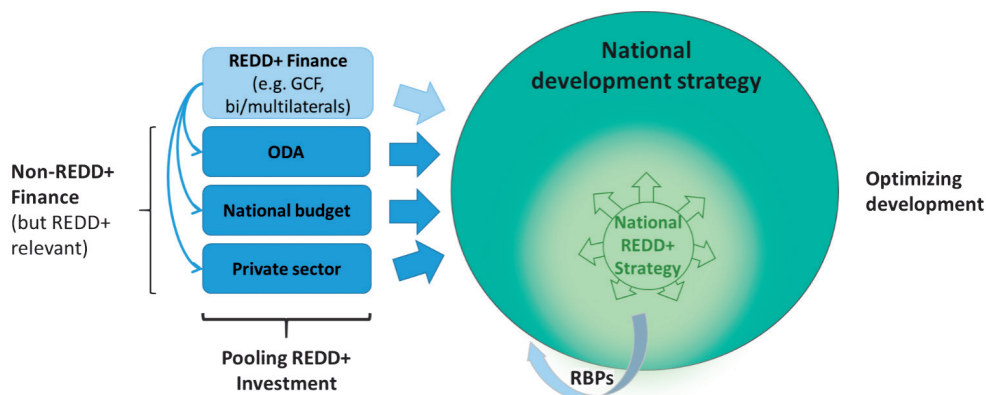 REDD+ Finance
(e.g. GCF,
bi/multilaterals)
ODA
National budget
Private sector
Non-REDD+
Finance
(but REDD+
relevant)
Pooling REDD+
Investment
National
development strategy
National
REDD+
Strategy
RBPs
Optimizing
development